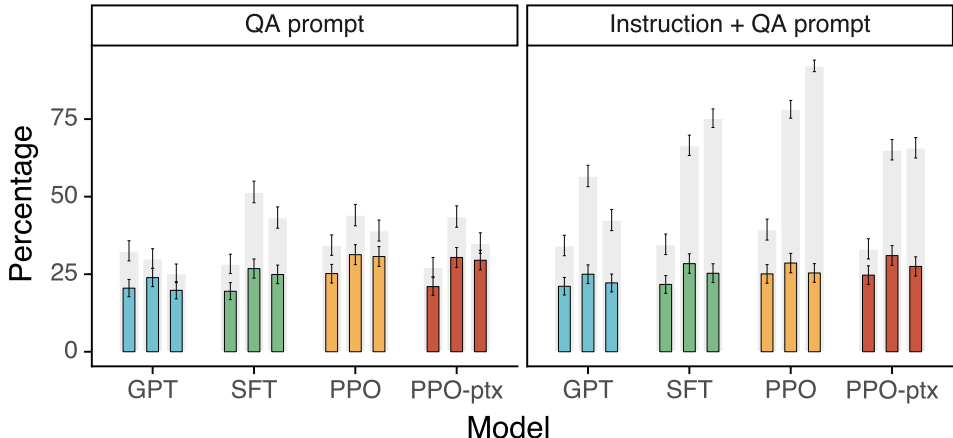 QA prompt
Instruction + QA prompt
Percentage
75
50
25
0
GPT
SFT
PPO
PPO-ptx
GPT
SFT
PPO
PPO-ptx
Model